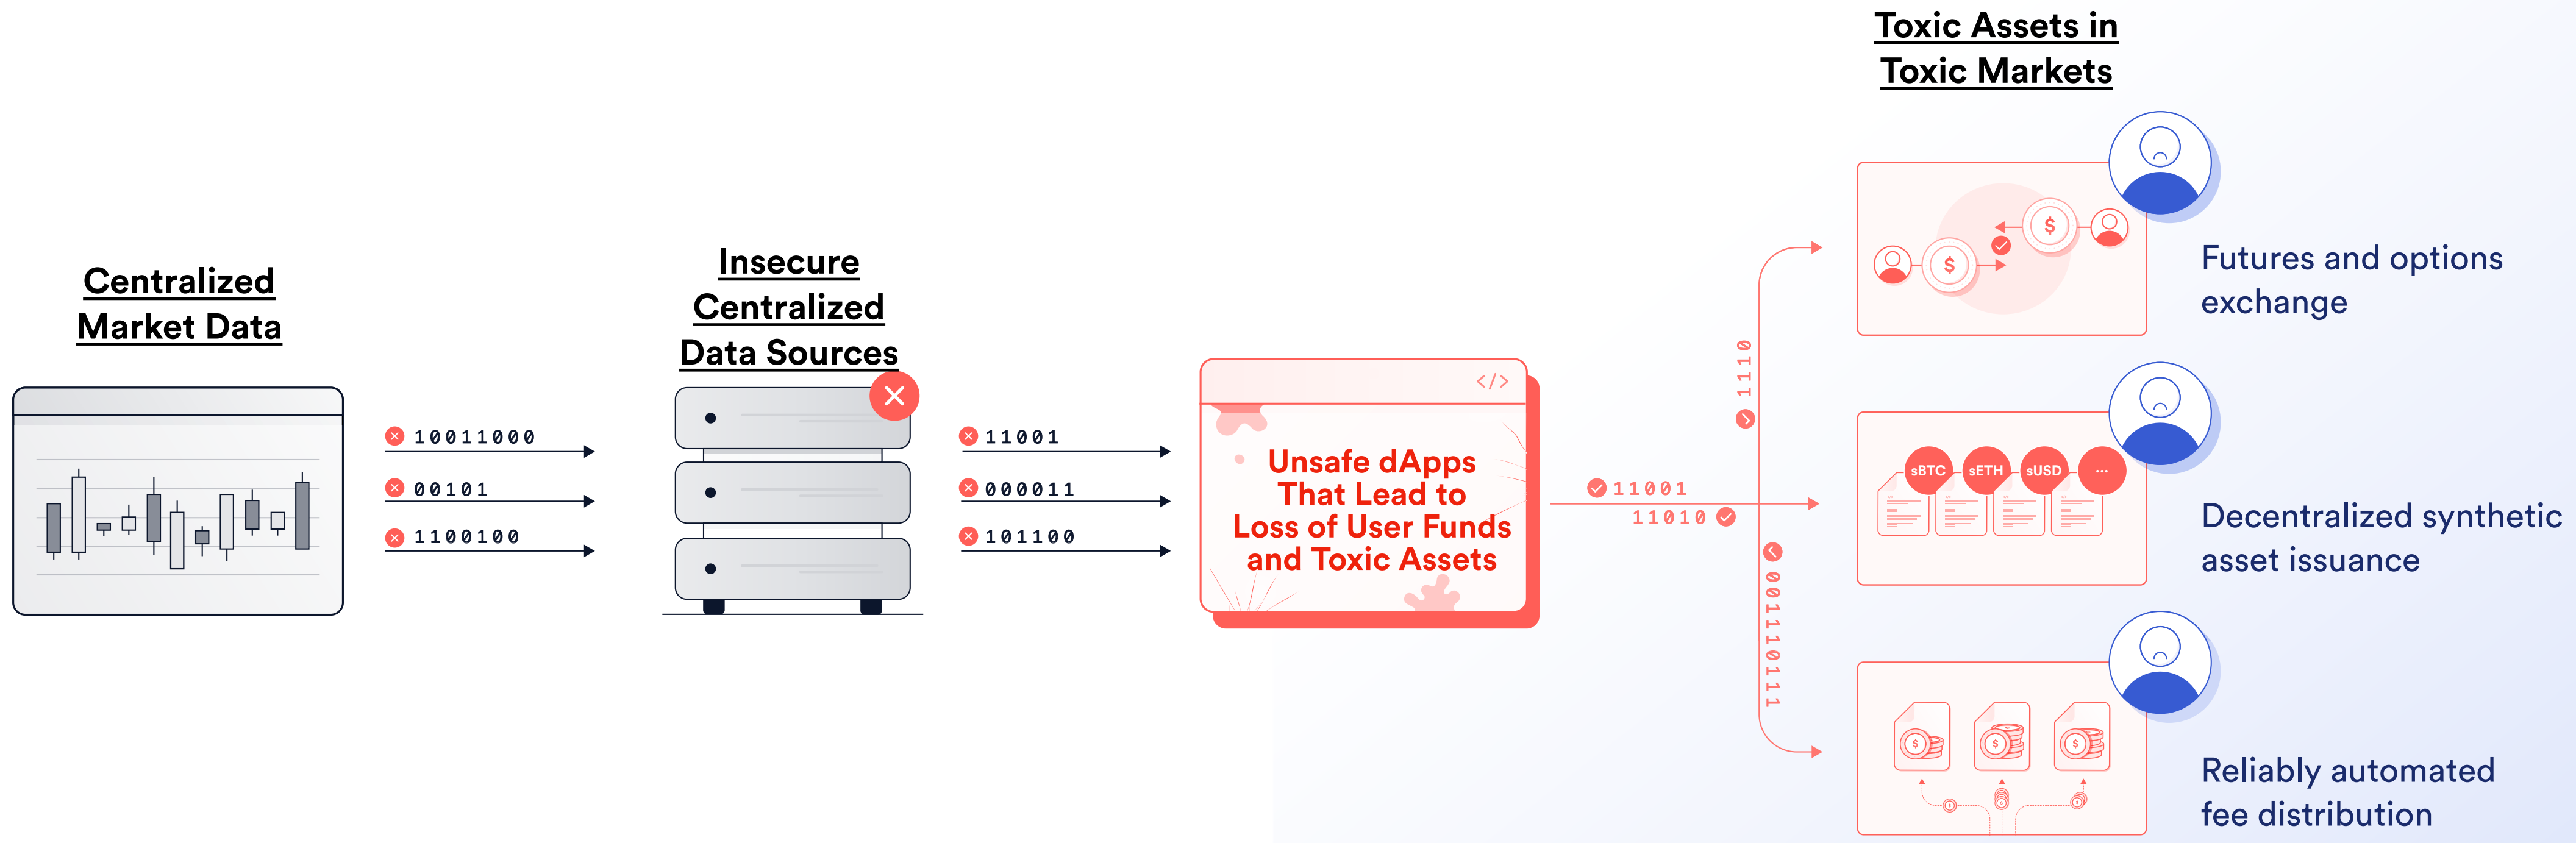 Centralized
Market Data
10011000
00101
1100100
Insecure
Centralized
Data Sources
11001
000011
101100
</>
Unsafe dApps
That Lead to
Loss of User Funds
and Toxic Assets
11001
11010
11110
00111101111
Toxic Assets in
Toxic Markets
$
$
Futures and options
exchange
sBTC
sETH
sUSD
...
Decentralized synthetic
asset issuance
$
$
$
Reliably automated
fee distribution